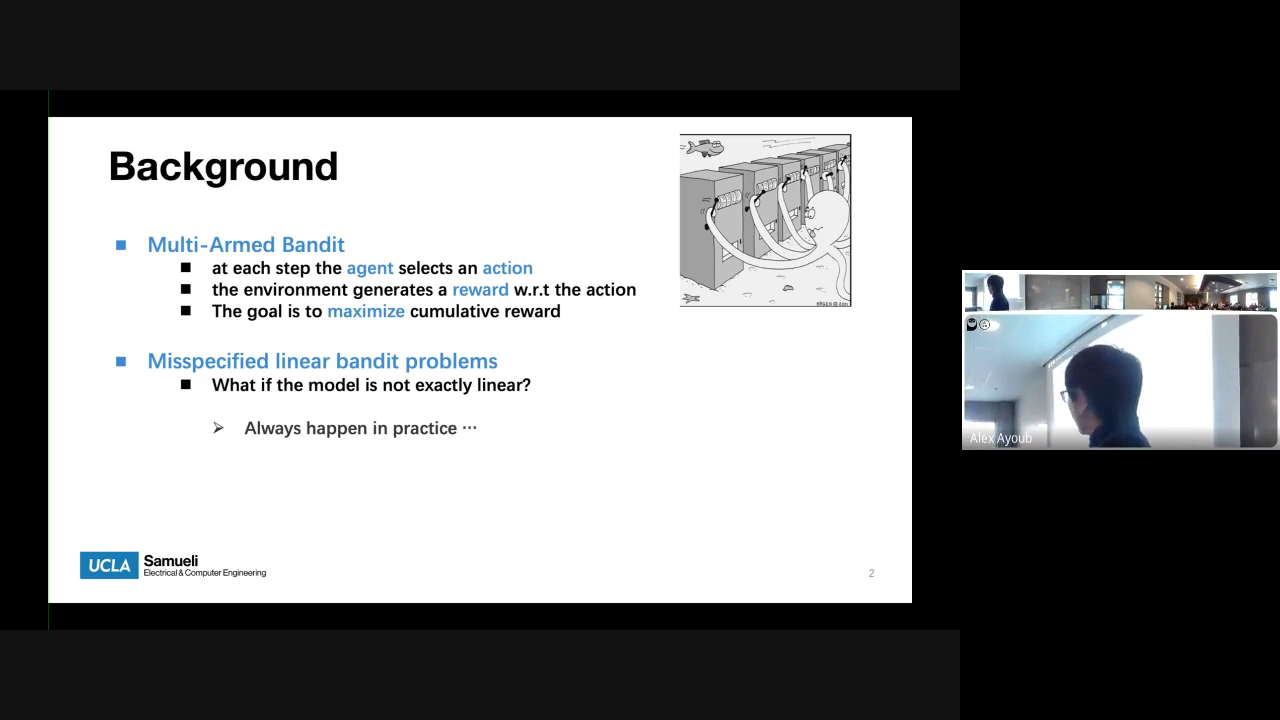 Background
Multi-Armed Bandit
at each step the agent selects an action
the environment generates a reward w.r.t the action
The goal is to maximize cumulative reward
Misspecified linear bandit problems
What if the model is not exactly linear?
Always happen in practice ···
HAGEN © 2001
UCLA
Samueli
Electrical & Computer Engineering
2
Alex Ayoub